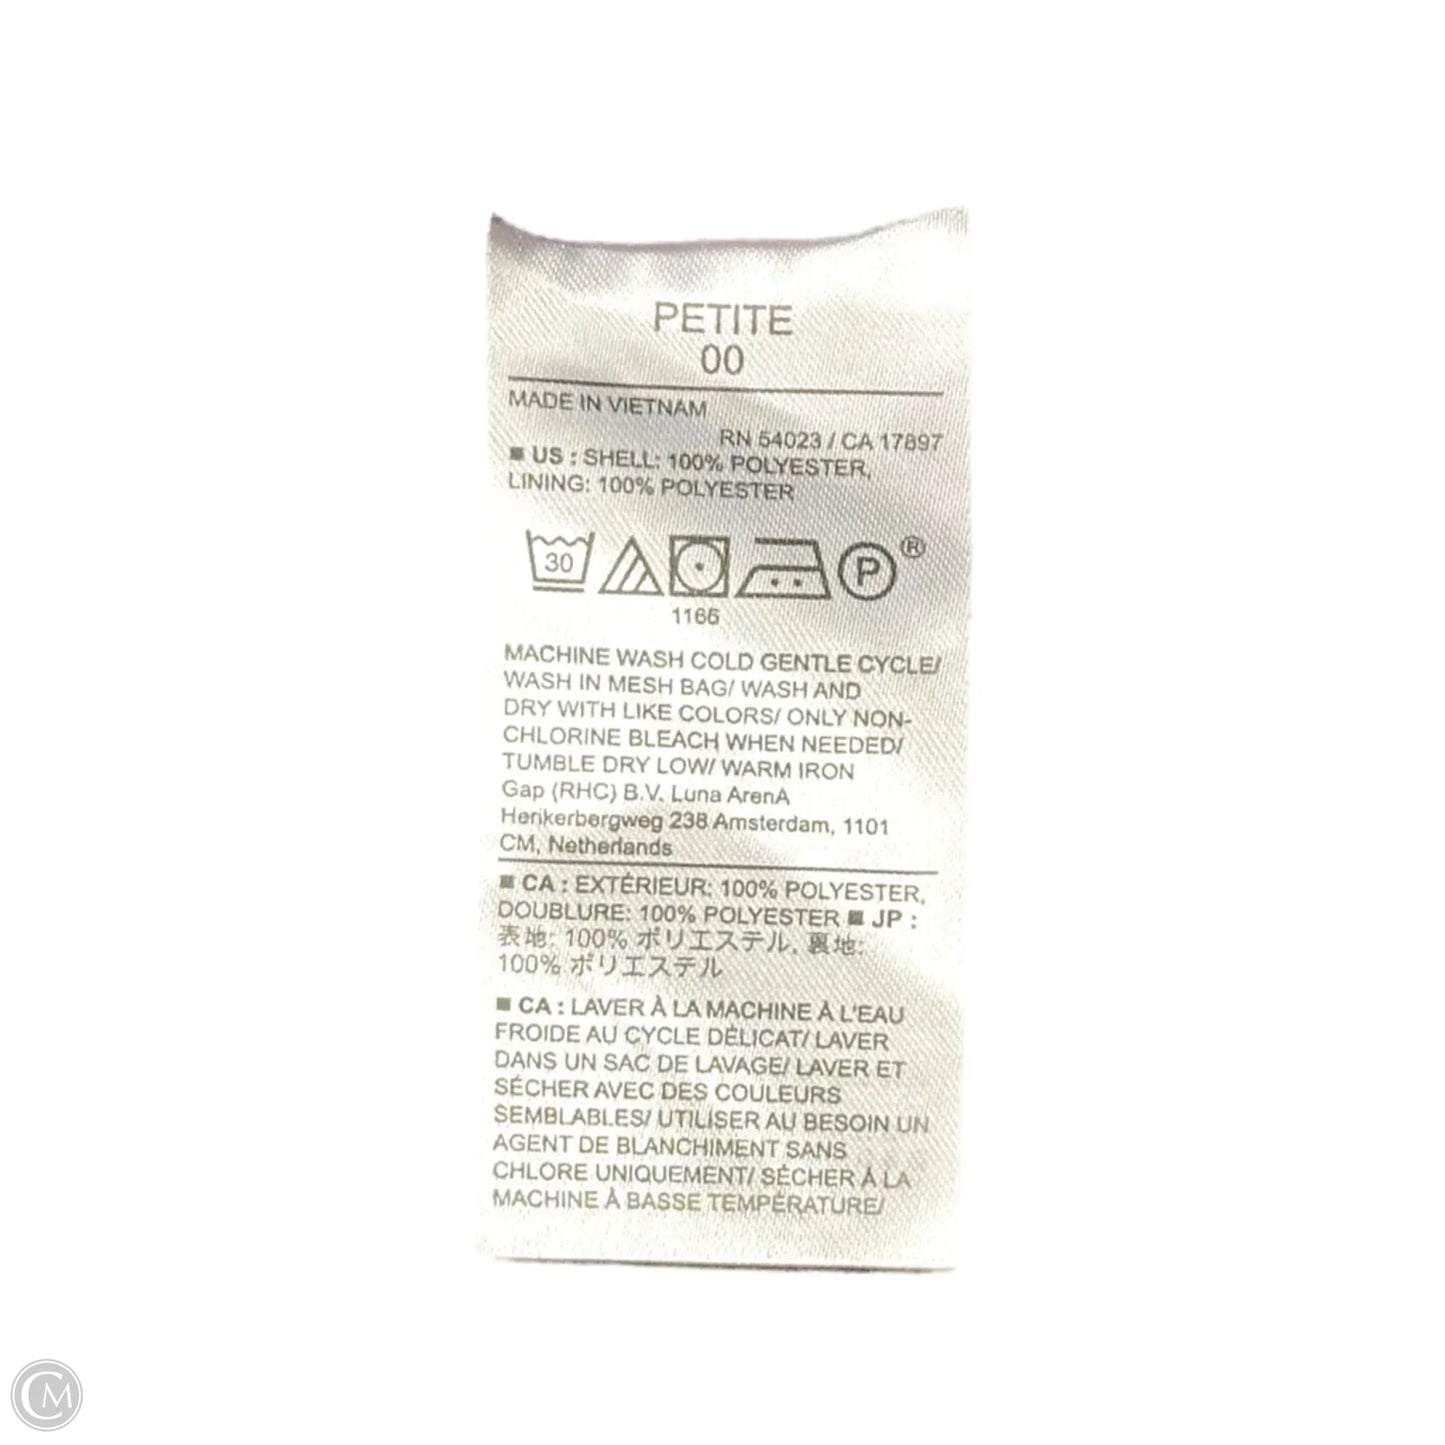 PETITE
00
MADE IN VIETNAM
RN 54023 / CA 17897
■ US : SHELL: 100% POLYESTER,
LINING: 100% POLYESTER
30
P ®
1166
MACHINE WASH COLD GENTLE CYCLE/
WASH IN MESH BAG/ WASH AND
DRY WITH LIKE COLORS/ ONLY NON-
CHLORINE BLEACH WHEN NEEDED/
TUMBLE DRY LOW/ WARM IRON
Gap (RHC) B.V. Luna ArenA
Herikerbergweg 238 Amsterdam, 1101
CM, Netherlands
■ CA : EXTÉRIEUR: 100% POLYESTER,
DOUBLURE: 100% POLYESTER ■ JP :
表地: 100% ポリエステル, 裏地:
100% ポリエステル
■ CA : LAVER À LA MACHINE À L'EAU
FROIDE AU CYCLE DÉLICAT/ LAVER
DANS UN SAC DE LAVAGE/ LAVER ET
SÉCHER AVEC DES COULEURS
SEMBLABLES/ UTILISER AU BESOIN UN
AGENT DE BLANCHIMENT SANS
CHLORE UNIQUEMENT/ SÉCHER À LA
MACHINE À BASSE TEMPÉRATURE/
CM